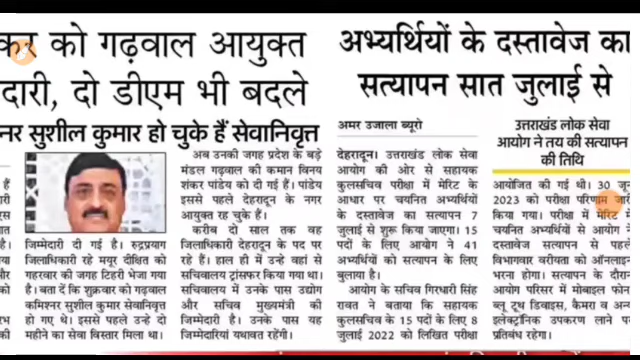 कर को गढ़वाल आयुक्त
दारी, दो डीएम भी बदले
नर सुशील कुमार हो चुके हैं सेवानिवृत्त
अब उनकी जगह प्रदेश के बड़े
मंडल गढ़वाल की कमान विनय
शंकर पांडेय को दी गई है। पांडेय
इससे पहले देहरादून के नगर
आयुक्त रह चुके हैं।
करीब दो साल तक वह
जिलाधिकारी देहरादून के पद पर
रहे हैं। हाल ही में उन्हे वहां से
सचिवालय ट्रांसफर किया गया था।
सचिवालय में उनके पास उद्योग
और सचिव मुख्यमंत्री की
जिम्मेदारी है। उनके पास यह
जिम्मेदारियां यथावत रहेंगी।
जिम्मेदारी दी गई है। रुद्रप्रयाग
जिलाधिकारी रहे मयूर दीक्षित को
गहरवार की जगह टिहरी भेजा गया
है। बता दें कि शुक्रवार को गढ़वाल
कमिश्नर सुशील कुमार सेवानिवृत्त
हो गए थे। इससे पहले उन्हे दो
महीने का सेवा विस्तार मिला था।
अभ्यर्थियों के दस्तावेज का
सत्यापन सात जुलाई से
अमर उजाला ब्यूरो
देहरादून। उत्तराखंड लोक सेवा
आयोग की ओर से सहायक
कुलसचिव परीक्षा में मेरिट के
आधार पर चयनित अभ्यर्थियों
के दस्तावेज का सत्यापन 7
जुलाई से शुरू किया जाएगा। 15
पदों के लिए आयोग ने 41
अभ्यर्थियों को सत्यापन के लिए
बुलाया है।
आयोग के सचिव गिरधारी सिंह
रावत ने बताया कि सहायक
कुलसचिव के 15 पदों के लिए 8
जुलाई 2022 को लिखित परीक्षा
उत्तराखंड लोक सेवा
आयोग ने तय की सत्यापन
की तिथि
आयोजित की गई थी। 30 जून
2023 को परीक्षा परिणाम जारी
किया गया। परीक्षा में मेरिट में
चयनित अभ्यर्थियों से आयोग ने
दस्तावेज सत्यापन से पहले
विभागवार वरीयता को ऑनलाइन
भरना होगा। सत्यापन के दौरान
आयोग परिसर में मोबाइल फोन,
ब्लू टूथ डिवाइस, कैमरा व अन्य
इलेक्ट्रॉनिक उपकरण लाने पर
प्रतिबंध रहेगा।